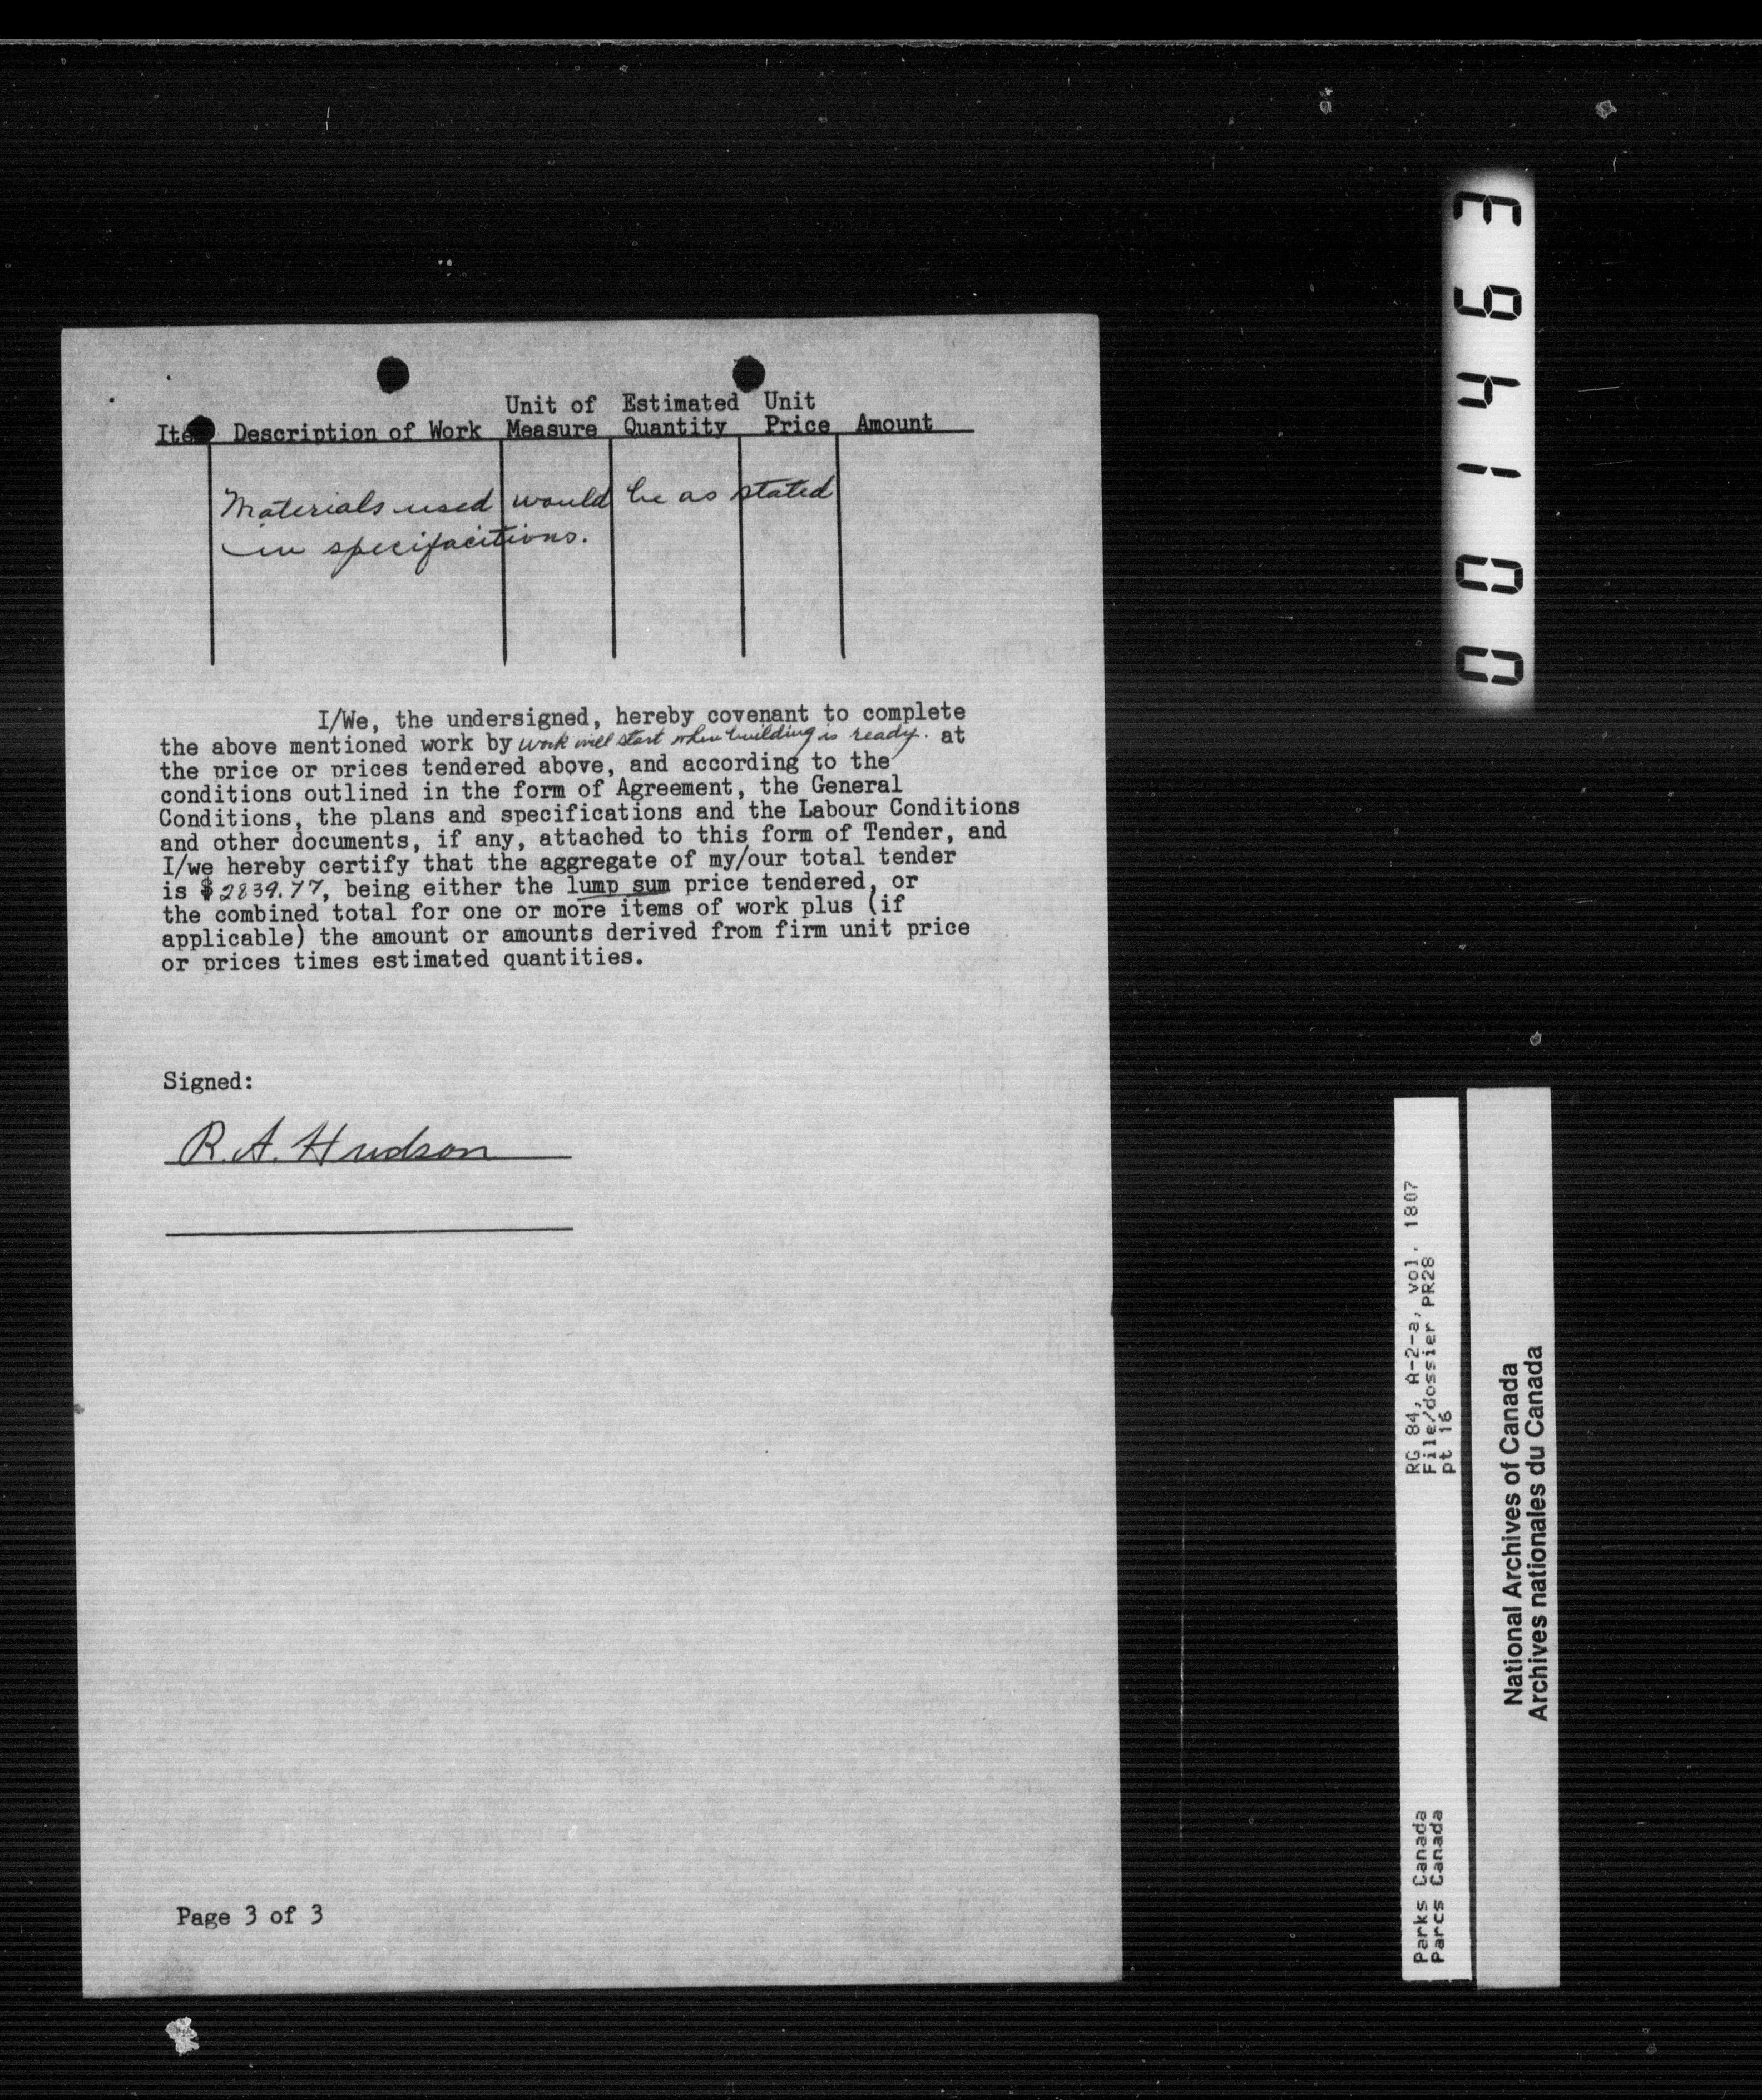 Unit of Estimated Unit
Ite Description of Work Measure Quantity Price Amount
Materials used would be as stated
in specifacitions.
I/We, the undersigned, hereby covenant to complete
the above mentioned work by work will start when building is ready. at
the price or prices tendered above, and according to the
conditions outlined in the form of Agreement, the General
Conditions, the plans and specifications and the Labour Conditions
and other documents, if any, attached to this form of Tender, and
I/we hereby certify that the aggregate of my/our total tender
is $2839.77, being either the lump sum price tendered, or
the combined total for one or more items of work plus (if
applicable) the amount or amounts derived from firm unit price
or prices times estimated quantities.
Signed:
R. A. Hudson
Page 3 of 3
001463
RG 84, A-2-a, vol. 1807
File/dossier PR28
pt 16
Parks Canada
Parcs Canada
National Archives of Canada
Archives nationales du Canada